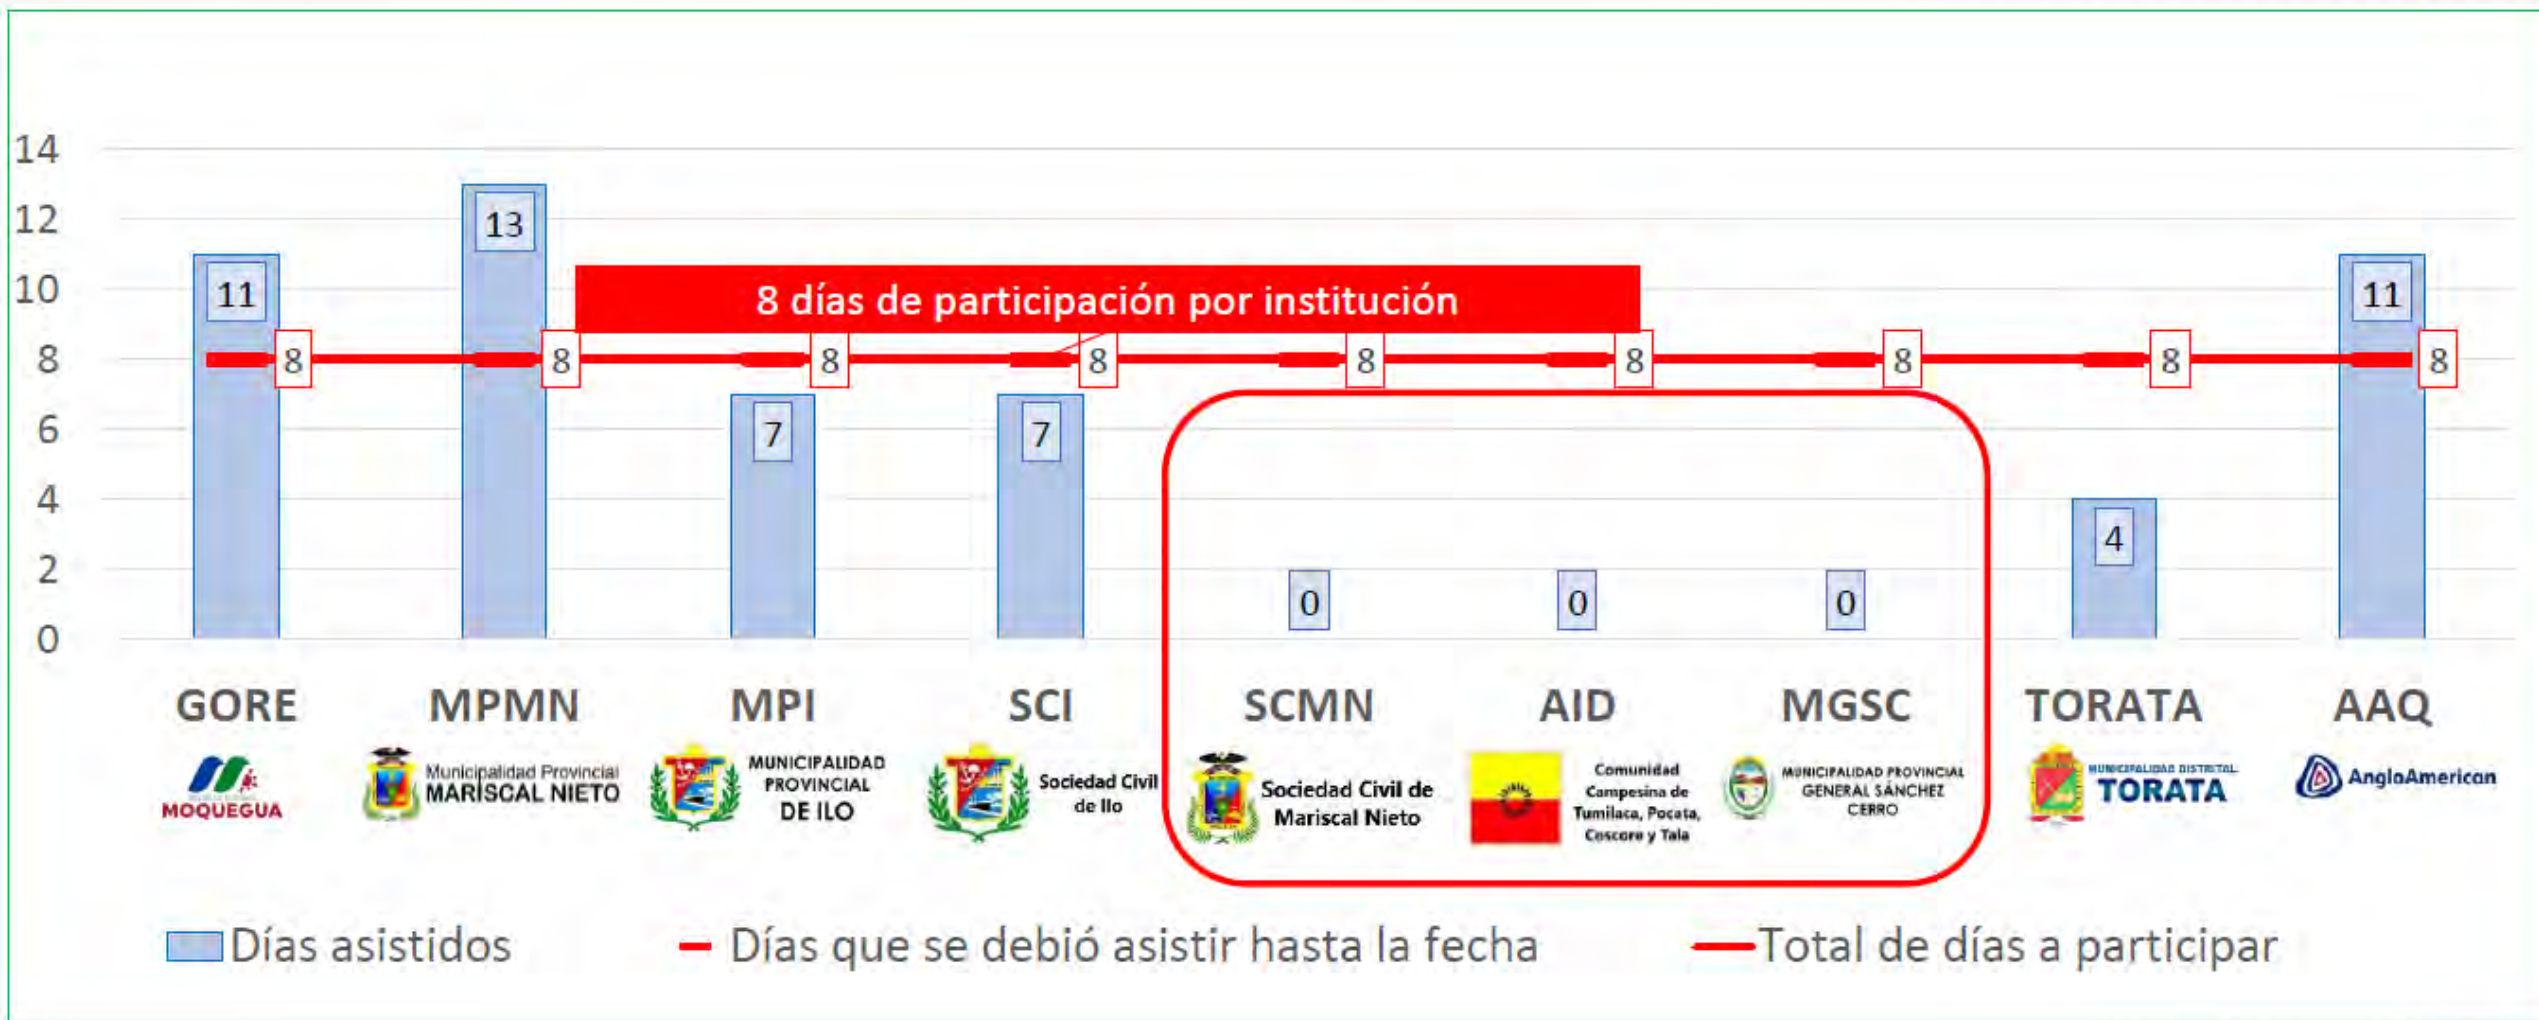 14
12
10
8
6
4
2
0
11
13
7
7
0
0
0
4
11
8 días de participación por institución
8
8
8
8
8
8
8
8
8
GORE
MPMN
MPI
SCI
SCMN
AID
MGSC
TORATA
AAQ
MOQUEGUA
Municipalidad Provincial
MARISCAL NIETO
MUNICIPALIDAD
PROVINCIAL
DE ILO
Sociedad Civil
de Ilo
Sociedad Civil de
Mariscal Nieto
Comunidad
Campesina de
Tumilaca, Pocata,
Coscore y Tala
MUNICIPALIDAD PROVINCIAL
GENERAL SÁNCHEZ
CERRO
MUNICIPALIDAD DISTRITAL
TORATA
AngloAmerican
Días asistidos
Días que se debió asistir hasta la fecha
Total de días a participar